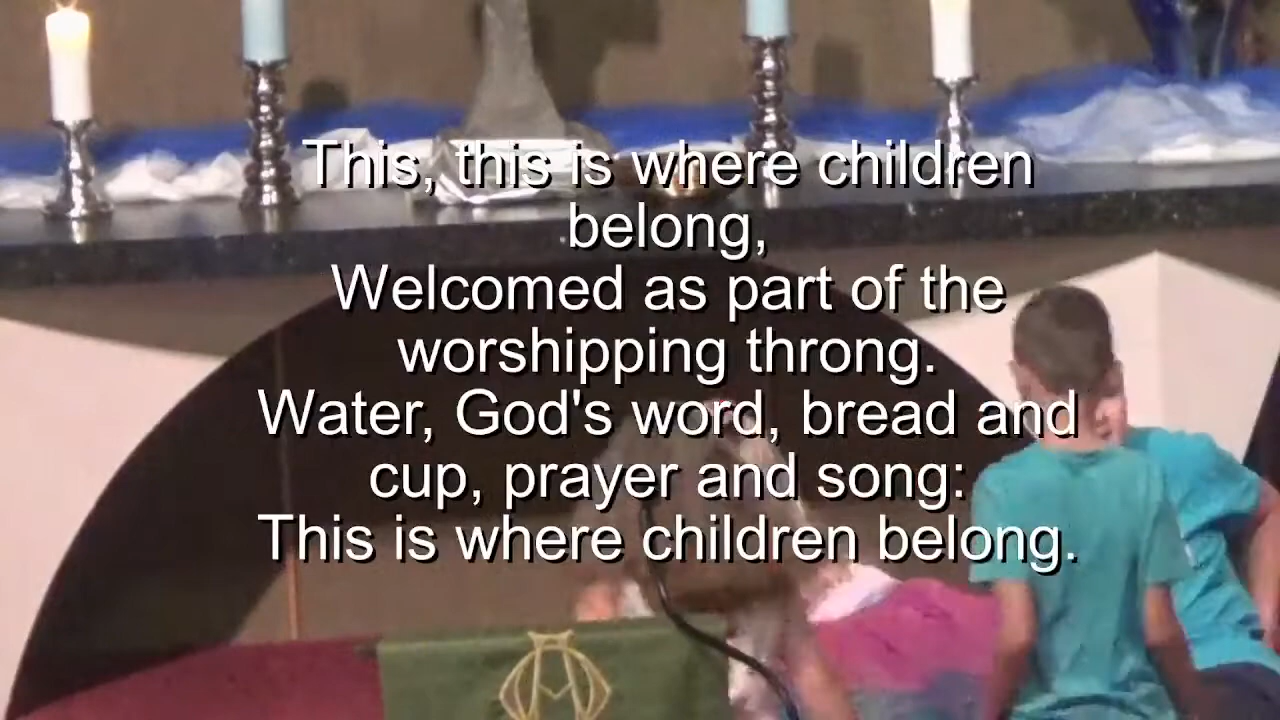 This, this is where children
belong,
Welcomed as part of the
worshipping throng.
Water, God's word, bread and
cup, prayer and song:
This is where children belong.